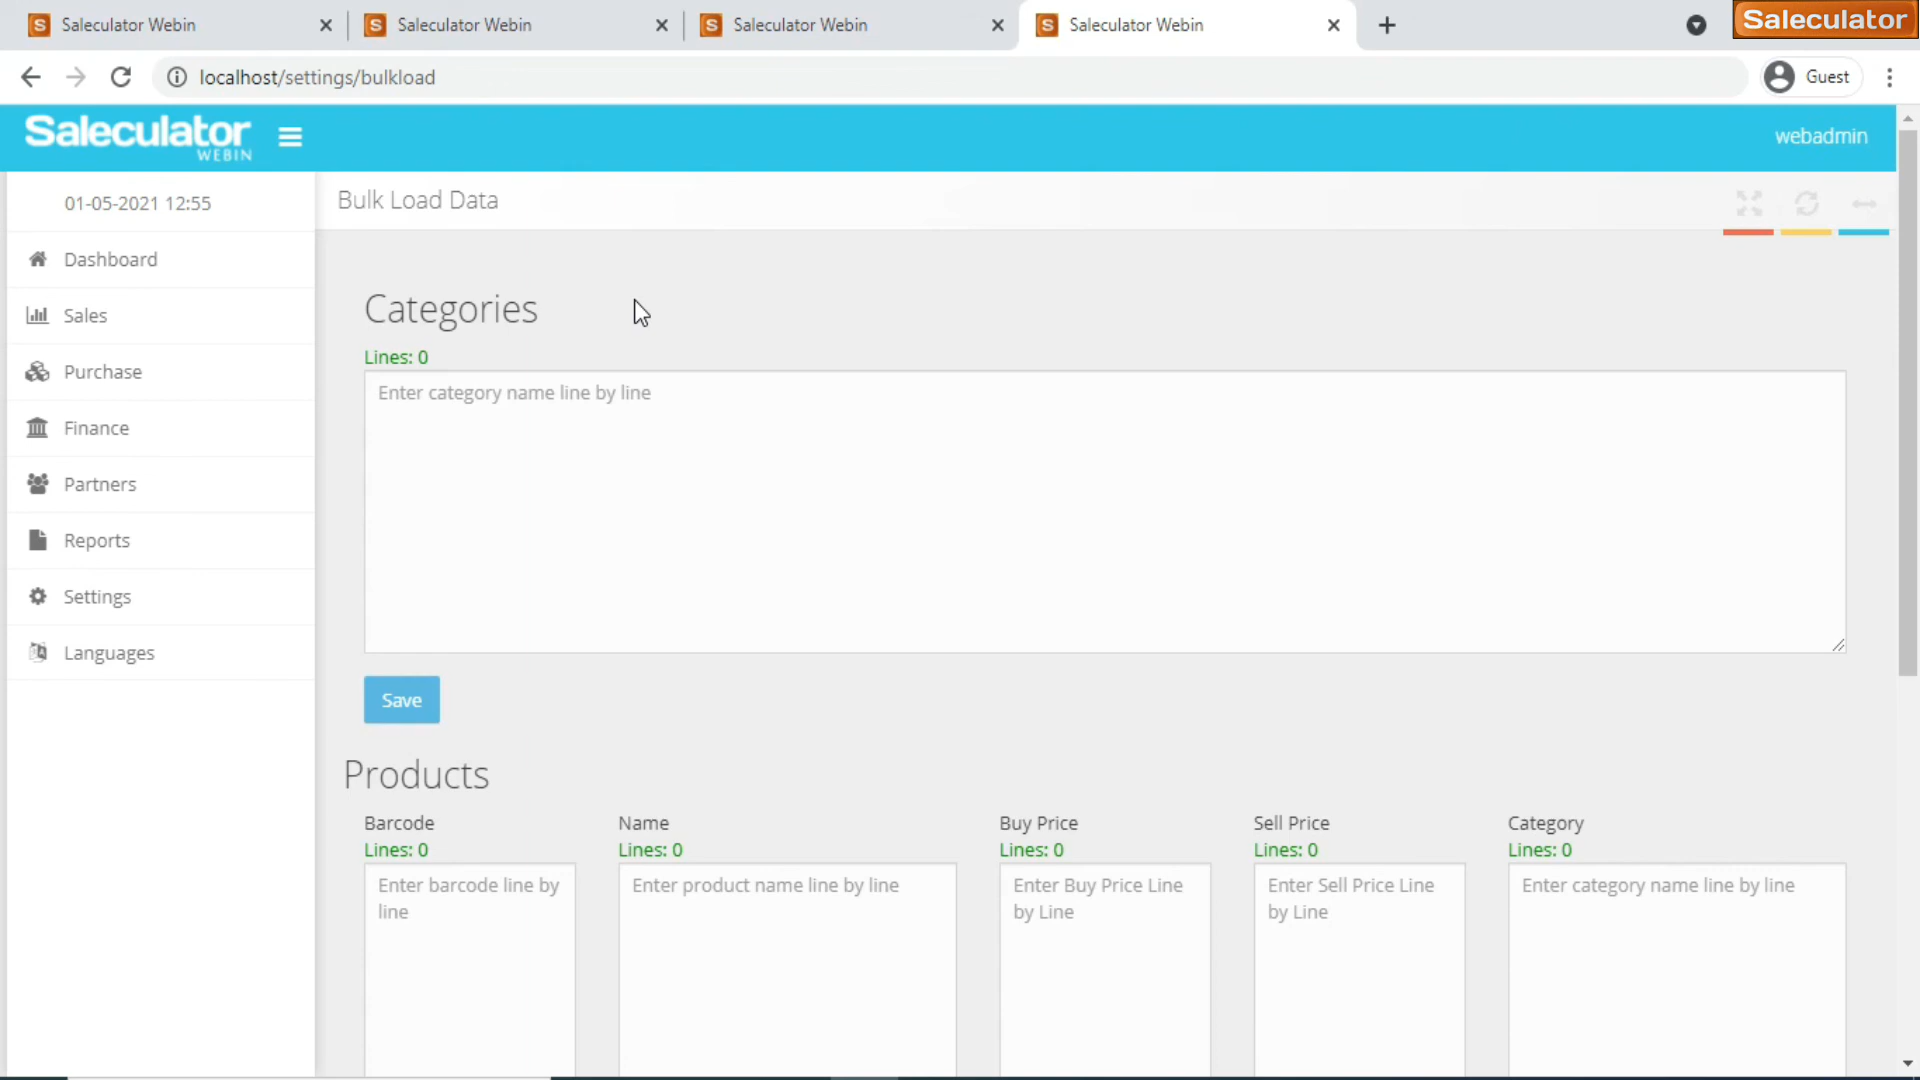 Saleculator Webin
Saleculator Webin
Saleculator Webin
Saleculator Webin
Saleculator
localhost/settings/bulkload
Guest
Saleculator
WEBIN
webadmin
01-05-2021 12:55
Bulk Load Data
Dashboard
Sales
Purchase
Finance
Partners
Reports
Settings
Languages
Categories
Lines: 0
Enter category name line by line
Save
Products
Barcode
Lines: 0
Enter barcode line by
line
Name
Lines: 0
Enter product name line by line
Buy Price
Lines: 0
Enter Buy Price Line
by Line
Sell Price
Lines: 0
Enter Sell Price Line
by Line
Category
Lines: 0
Enter category name line by line